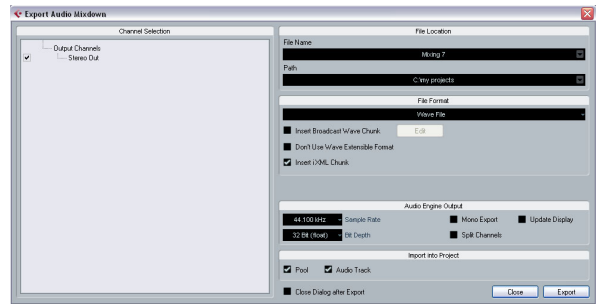 Export Audio Mixdown
Channel Selection
Output Channels
Stereo Out
File Location
File Name
Mixing 7
Path
C:\my projects
File Format
Wave File
Insert Broadcast Wave Chunk
Edit
Don't Use Wave Extensible Format
Insert iXML Chunk
Audio Engine Output
44.100 kHz Sample Rate Mono Export Update Display
32 Bit (float) Bit Depth Split Channels
Import into Project
Pool Audio Track
Close Dialog after Export Close Export